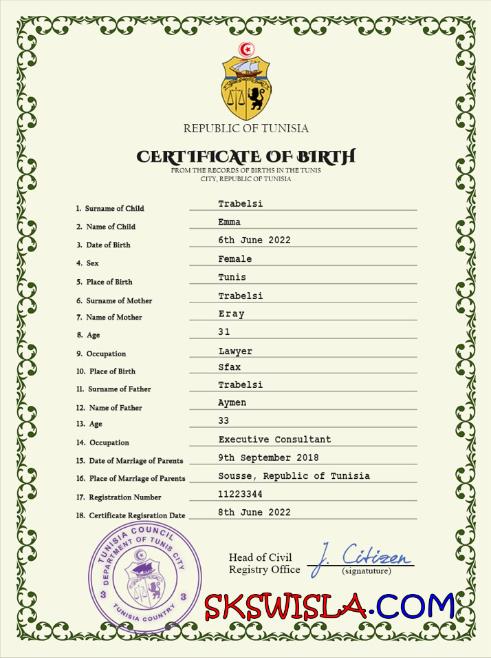 REPUBLIC OF TUNISIA
CERTIFICATE OF BIRTH
FROM THE RECORDS OF BIRTHS IN THE TUNIS
CITY, REPUBLIC OF TUNISIA
1. Surname of Child Trabelsi
2. Name of Child Emma
3. Date of Birth 6th June 2022
4. Sex Female
5. Place of Birth Tunis
6. Surname of Mother Trabelsi
7. Name of Mother Eray
8. Age 31
9. Occupation Lawyer
10. Place of Birth Sfax
11. Surname of Father Trabelsi
12. Name of Father Aymen
13. Age 33
14. Occupation Executive Consultant
15. Date of Marriage of Parents 9th September 2018
16. Place of Marriage of Parents Sousse, Republic of Tunisia
17. Registration Number 11223344
18. Certificate Regisration Date 8th June 2022
TUNISIA COUNCIL
DEPARTMENT OF TUNIS CITY
3 3
TUNISIA COUNTRY
Head of Civil
Registry Office J. Citizen
(signatuture)
SKSWISLA.COM